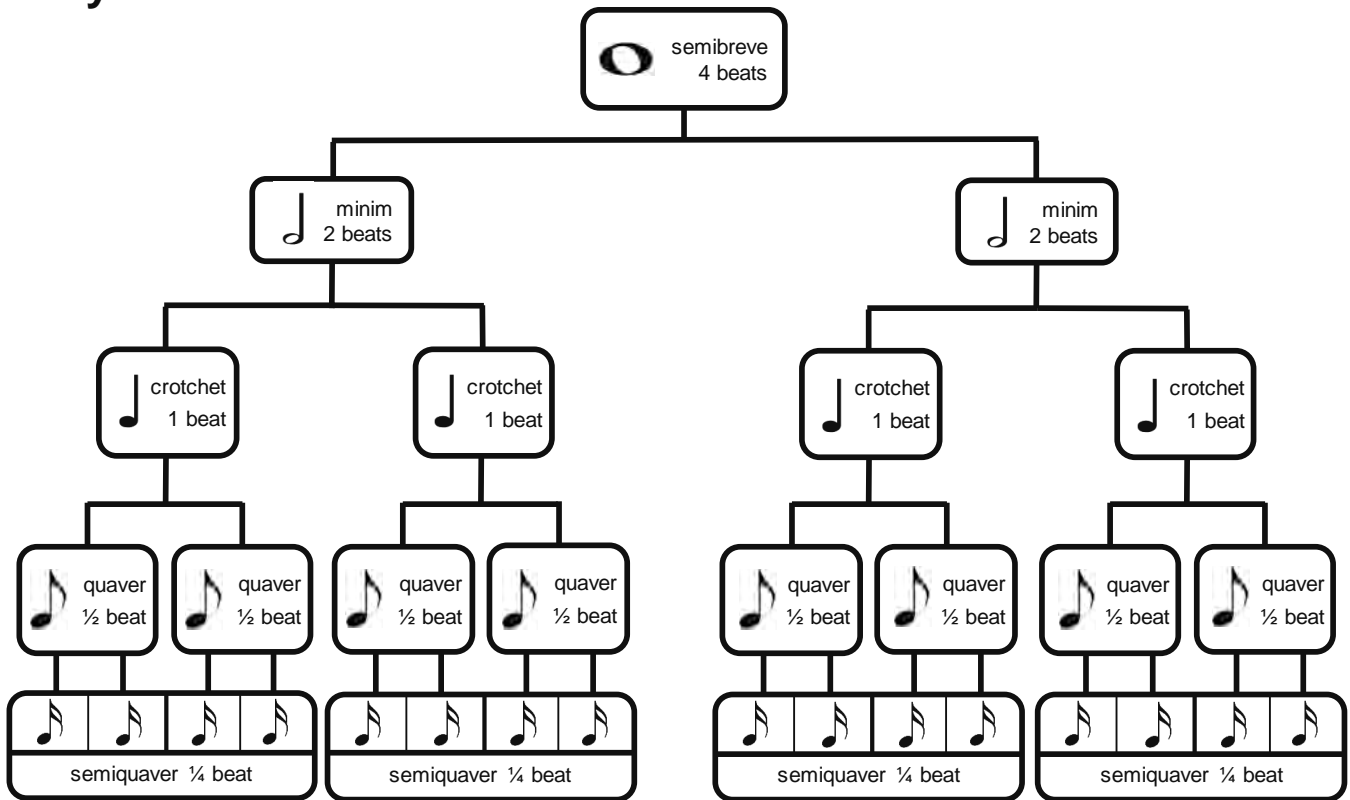 semibreve
4 beats
minim
2 beats
minim
2 beats
crotchet
1 beat
crotchet
1 beat
crotchet
1 beat
crotchet
1 beat
quaver
½ beat
quaver
½ beat
quaver
½ beat
quaver
½ beat
quaver
½ beat
quaver
½ beat
quaver
½ beat
quaver
½ beat
semiquaver ¼ beat
semiquaver ¼ beat
semiquaver ¼ beat
semiquaver ¼ beat